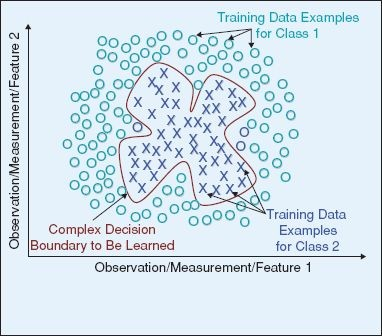 Training Data Examples
for Class 1
Observation/Measurement/Feature 2
Complex Decision
Boundary to Be Learned
Training Data
Examples
for Class 2
Observation/Measurement/Feature 1